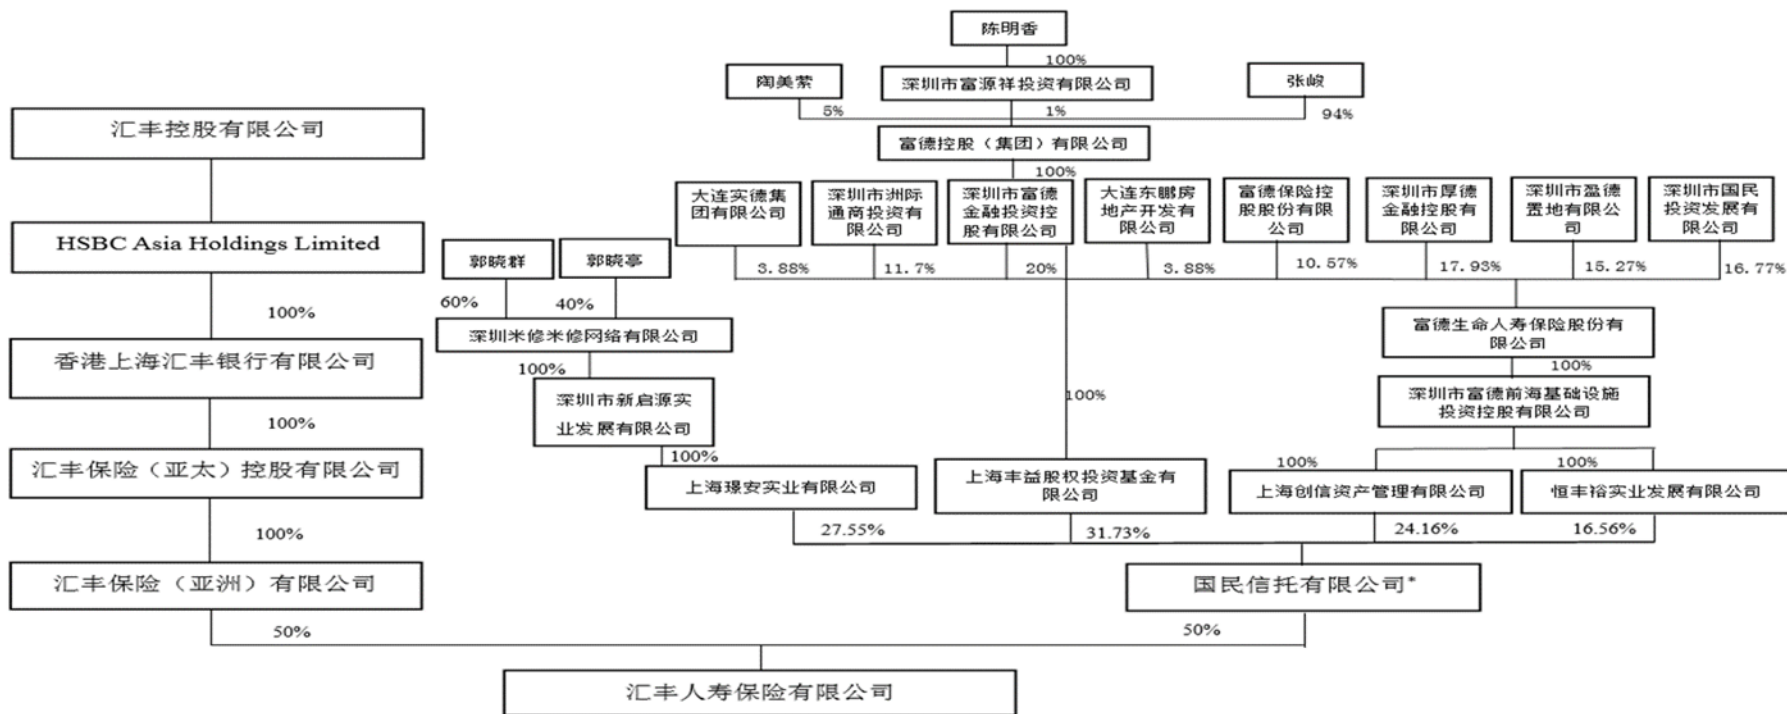 陈明香
100%
陶美萦
深圳市富源祥投资有限公司
张峻
5%
1%
94%
汇丰控股有限公司
富德控股（集团）有限公司
100%
大连实德集
团有限公司
深圳市洲际
通商投资有
限公司
深圳市富德
金融投资控
股有限公司
大连东鹏房
地产开发有
限公司
富德保险控
股股份有限
公司
深圳市厚德
金融控股有
限公司
深圳市盈德
置地有限公
司
深圳市国民
投资发展有
限公司
HSBC Asia Holdings Limited
郭晓群
郭晓亭
3.88%
11.7%
20%
3.88%
10.57%
17.93%
15.27%
16.77%
100%
60%
40%
深圳米修米修网络有限公司
富德生命人寿保险股份有
限公司
香港上海汇丰银行有限公司
100%
100%
深圳市新启源实
业发展有限公司
100%
深圳市富德前海基础设施
投资控股有限公司
100%
100%
100%
100%
汇丰保险（亚太）控股有限公司
上海璟安实业有限公司
上海丰益股权投资基金有
限公司
上海创信资产管理有限公司
恒丰裕实业发展有限公司
100%
27.55%
31.73%
24.16%
16.56%
汇丰保险（亚洲）有限公司
国民信托有限公司*
50%
50%
汇丰人寿保险有限公司